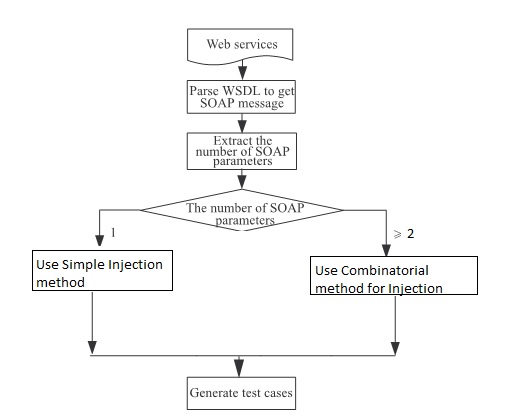 Web services
Parse WSDL to get
SOAP message
Extract the
number of SOAP
parameters
The number of SOAP
parameters
1
⩾ 2
Use Simple Injection
method
Use Combinatorial
method for Injection
Generate test cases